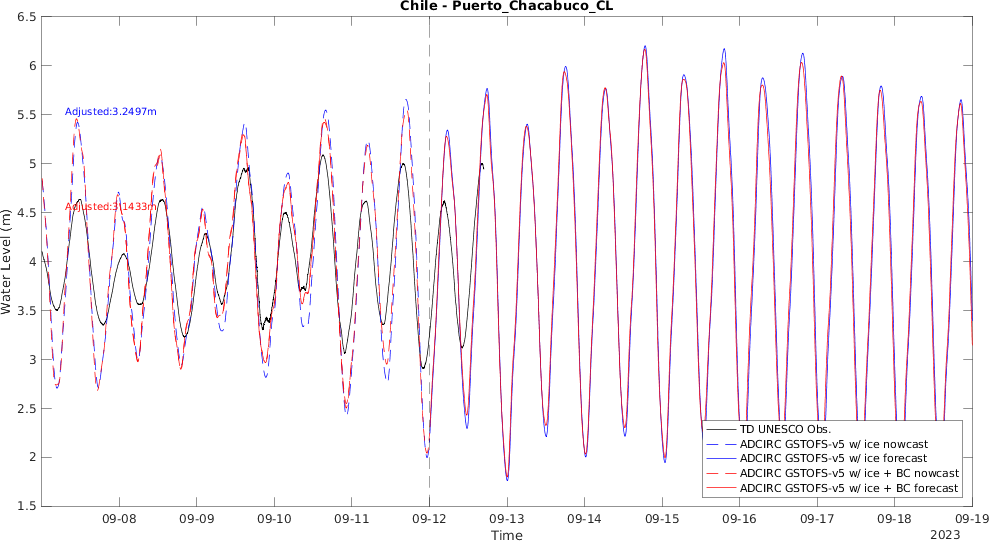 Chile - Puerto_Chacabuco_CL
6.5
6
5.5
5
4.5
4
3.5
3
2.5
2
1.5
Water Level (m)
Adjusted:3.2497m
Adjusted:3.1433m
TD UNESCO Obs.
ADCIRC GSTOFS-v5 w/ ice nowcast
ADCIRC GSTOFS-v5 w/ ice forecast
ADCIRC GSTOFS-v5 w/ ice + BC nowcast
ADCIRC GSTOFS-v5 w/ ice + BC forecast
09-08 09-09 09-10 09-11 09-12 09-13 09-14 09-15 09-16 09-17 09-18 09-19
Time
2023